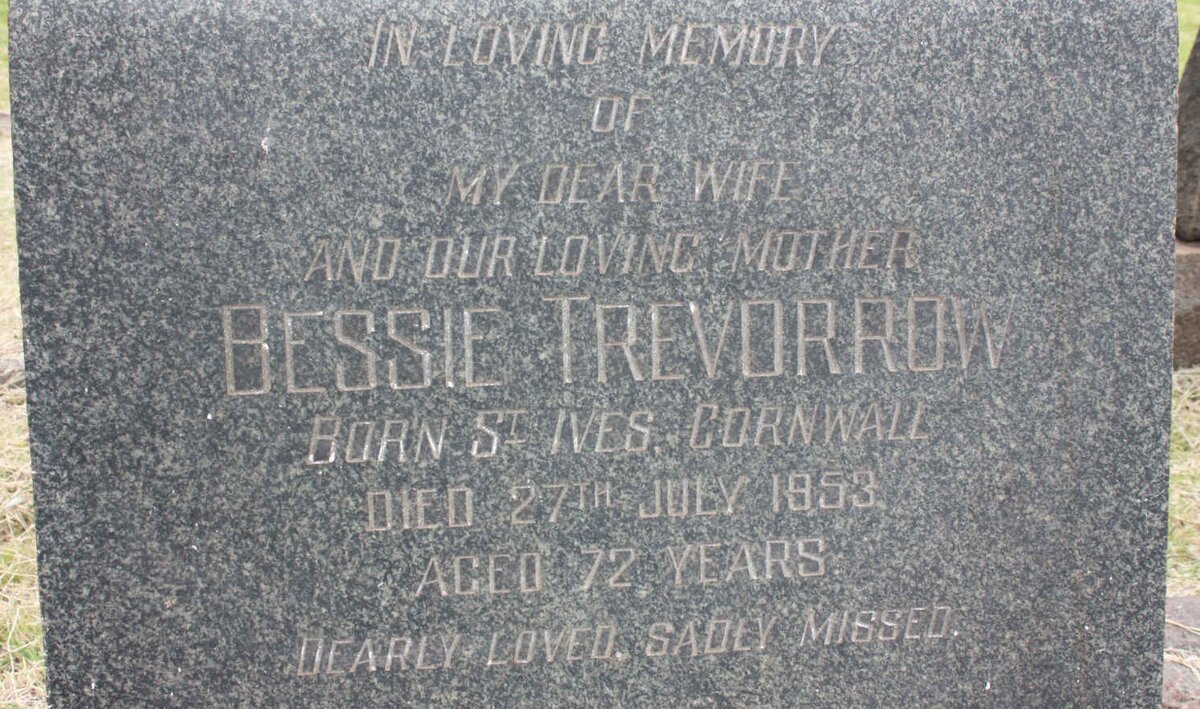 IN LOVING MEMORY
OF
MY DEAR WIFE
AND OUR LOVING MOTHER
BESSIE TREVORROW
BORN ST IVES, CORNWALL
DIED 27TH JULY 1953
AGED 72 YEARS
DEARLY LOVED, SADLY MISSED.